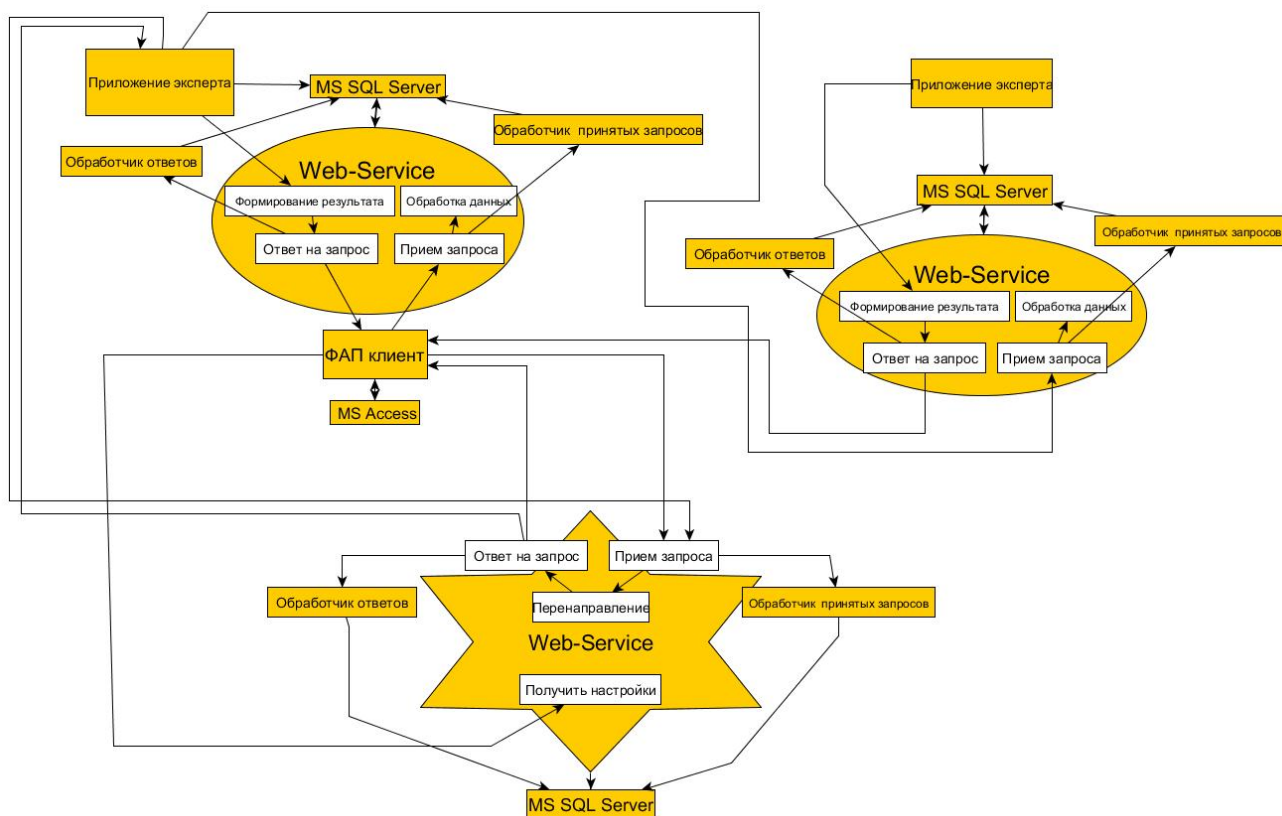 Приложение эксперта
MS SQL Server
Обработчик принятых запросов
Обработчик ответов
Web-Service
Формирование результата
Обработка данных
Ответ на запрос
Прием запроса
ФАП клиент
MS Access
Приложение эксперта
MS SQL Server
Обработчик принятых запросов
Обработчик ответов
Web-Service
Формирование результата
Обработка данных
Ответ на запрос
Прием запроса
Ответ на запрос
Прием запроса
Обработчик ответов
Перенаправление
Обработчик принятых запросов
Web-Service
Получить настройки
MS SQL Server